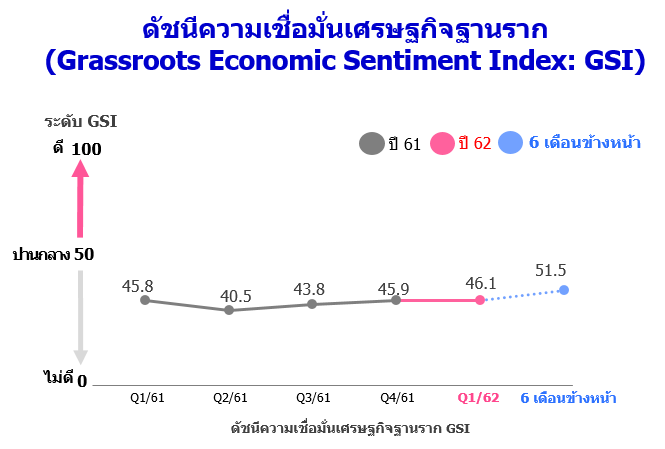 ดัชนีความเชื่อมั่นเศรษฐกิจฐานราก
(Grassroots Economic Sentiment Index: GSI)
ระดับ GSI
ดี 100
ปี 61
ปี 62
6 เดือนข้างหน้า
ปานกลาง 50
45.8
40.5
43.8
45.9
46.1
51.5
ไม่ดี 0
Q1/61
Q2/61
Q3/61
Q4/61
Q1/62
6 เดือนข้างหน้า
ดัชนีความเชื่อมั่นเศรษฐกิจฐานราก GSI